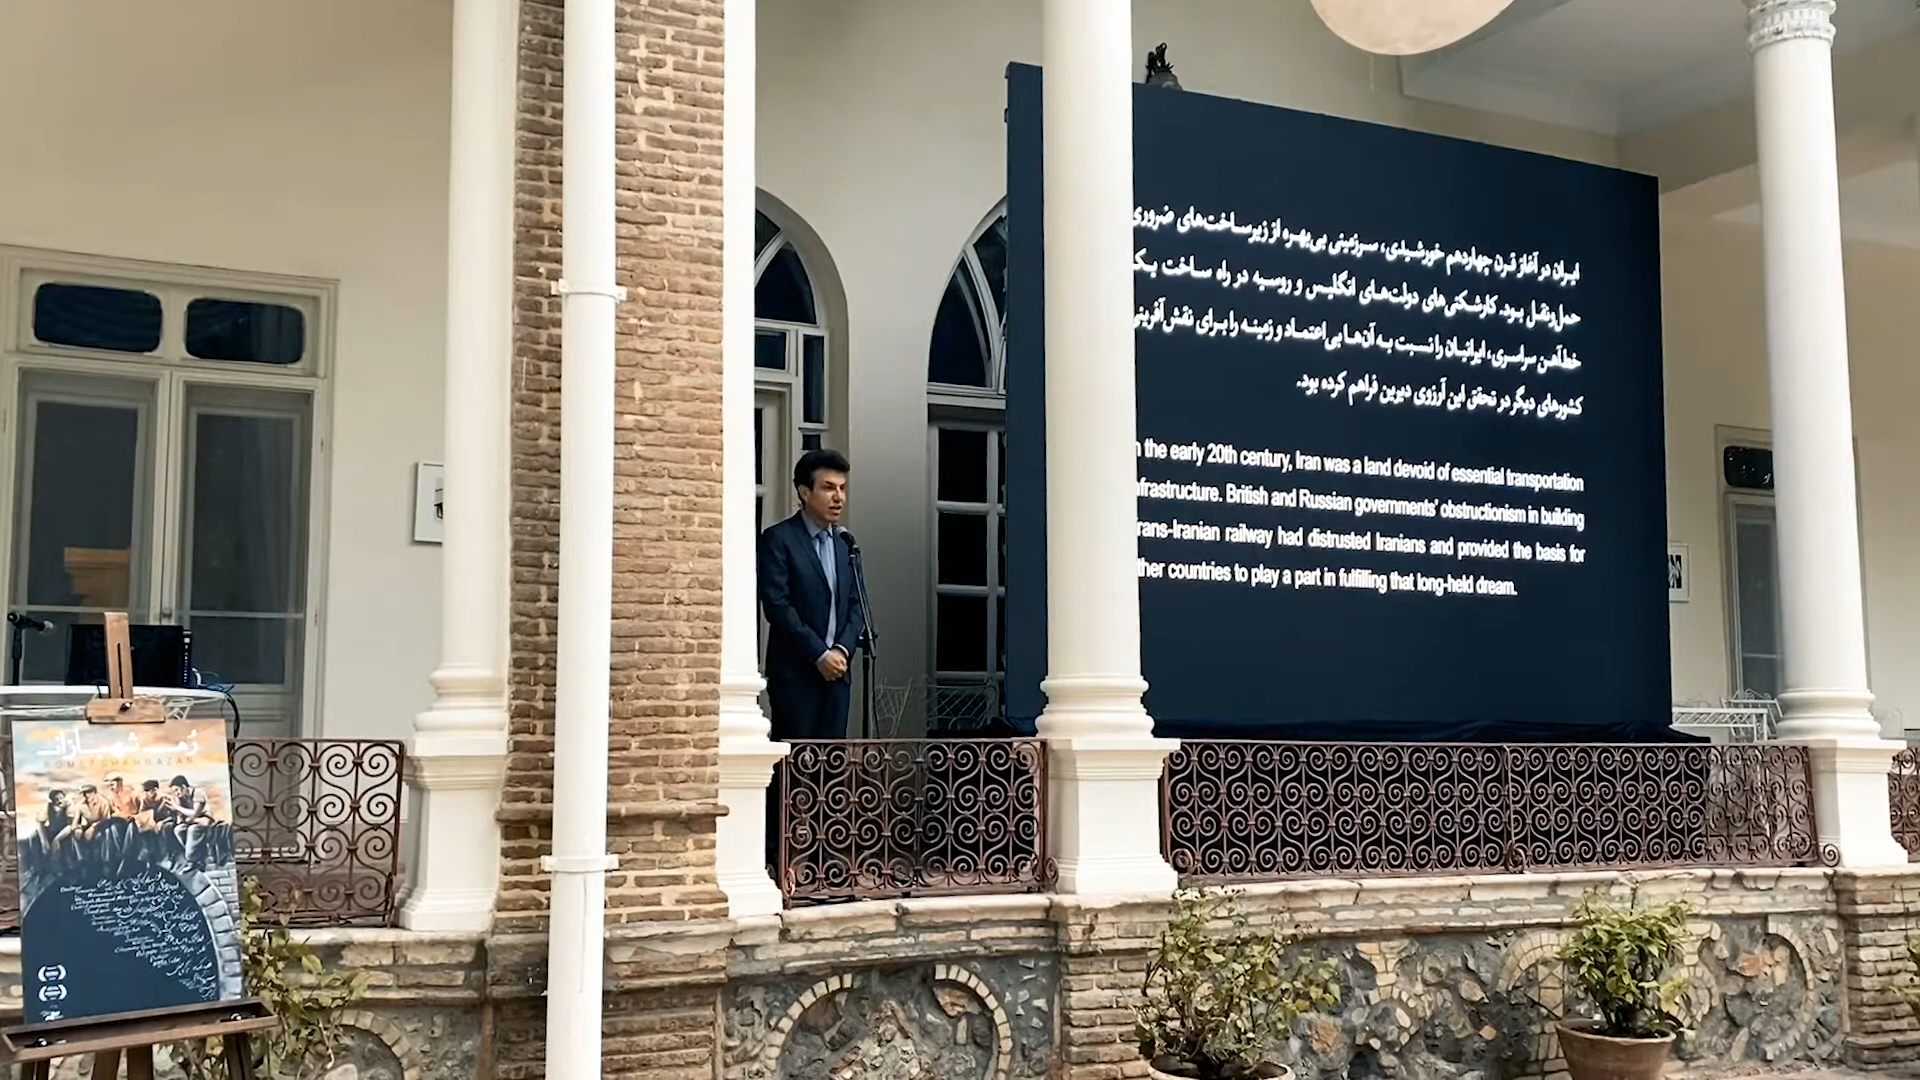 رُمب شهبازان
ROMBESHAHBAZAN
ایران در آغاز قرن چهاردهم خورشیدی، سرزمینی بی‌بهره از زیرساخت‌های ضروری
حمل‌ونقل بود. کارشکنی‌های دولت‌های انگلیس و روسیه در راه ساخت یک
خط‌آهن سراسری، ایرانیان را نسبت به آن‌ها بی‌اعتماد و زمینه را برای نقش‌آفرینی
کشورهای دیگر در تحقق این آرزوی دیرین فراهم کرده بود.
n the early 20th century, Iran was a land devoid of essential transportation
nfrastructure. British and Russian governments' obstructionism in building
rans-Iranian railway had distrusted Iranians and provided the basis for
ther countries to play a part in fulfilling that long-held dream.